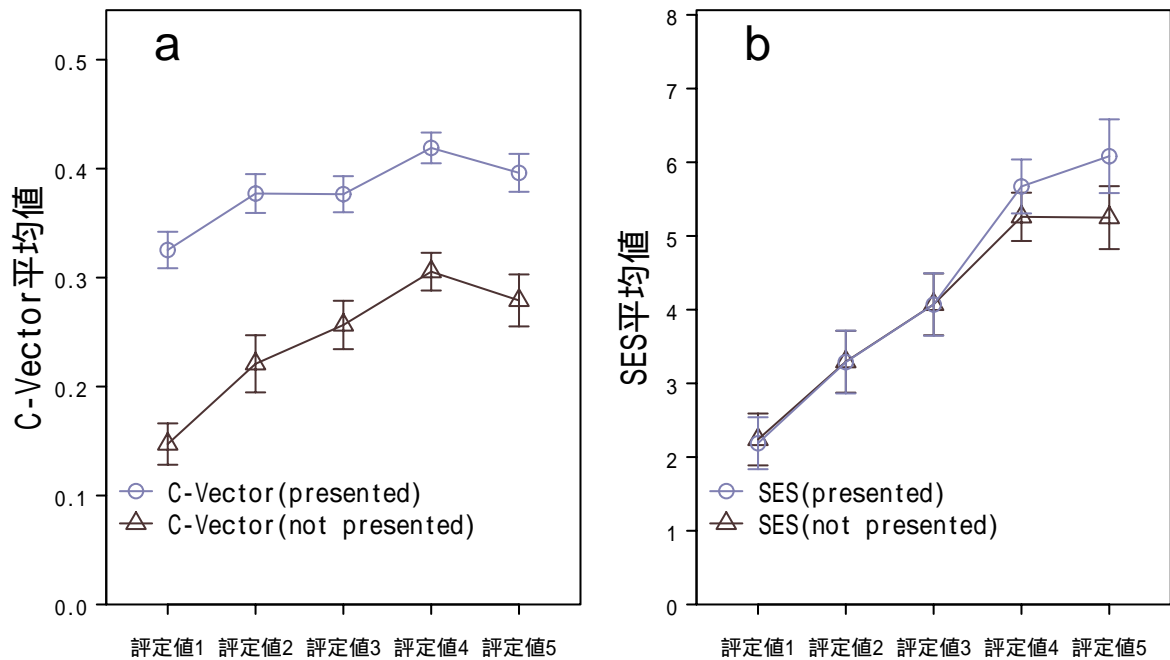 a
C-Vector平均値
0.5
0.4
0.3
0.2
0.1
0.0
C-Vector(presented)
C-Vector(not presented)
評定値1 評定値2 評定値3 評定値4 評定値5
b
SES平均値
8
7
6
5
4
3
2
1
0
SES(presented)
SES(not presented)
評定値1 評定値2 評定値3 評定値4 評定値5